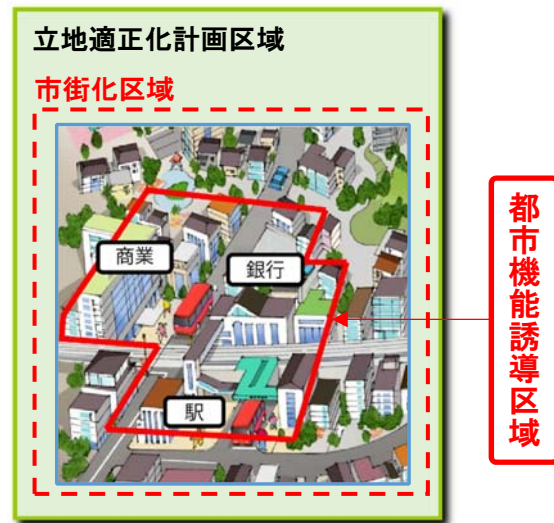 立地適正化計画区域
市街化区域
商業
銀行
駅
都市機能誘導区域